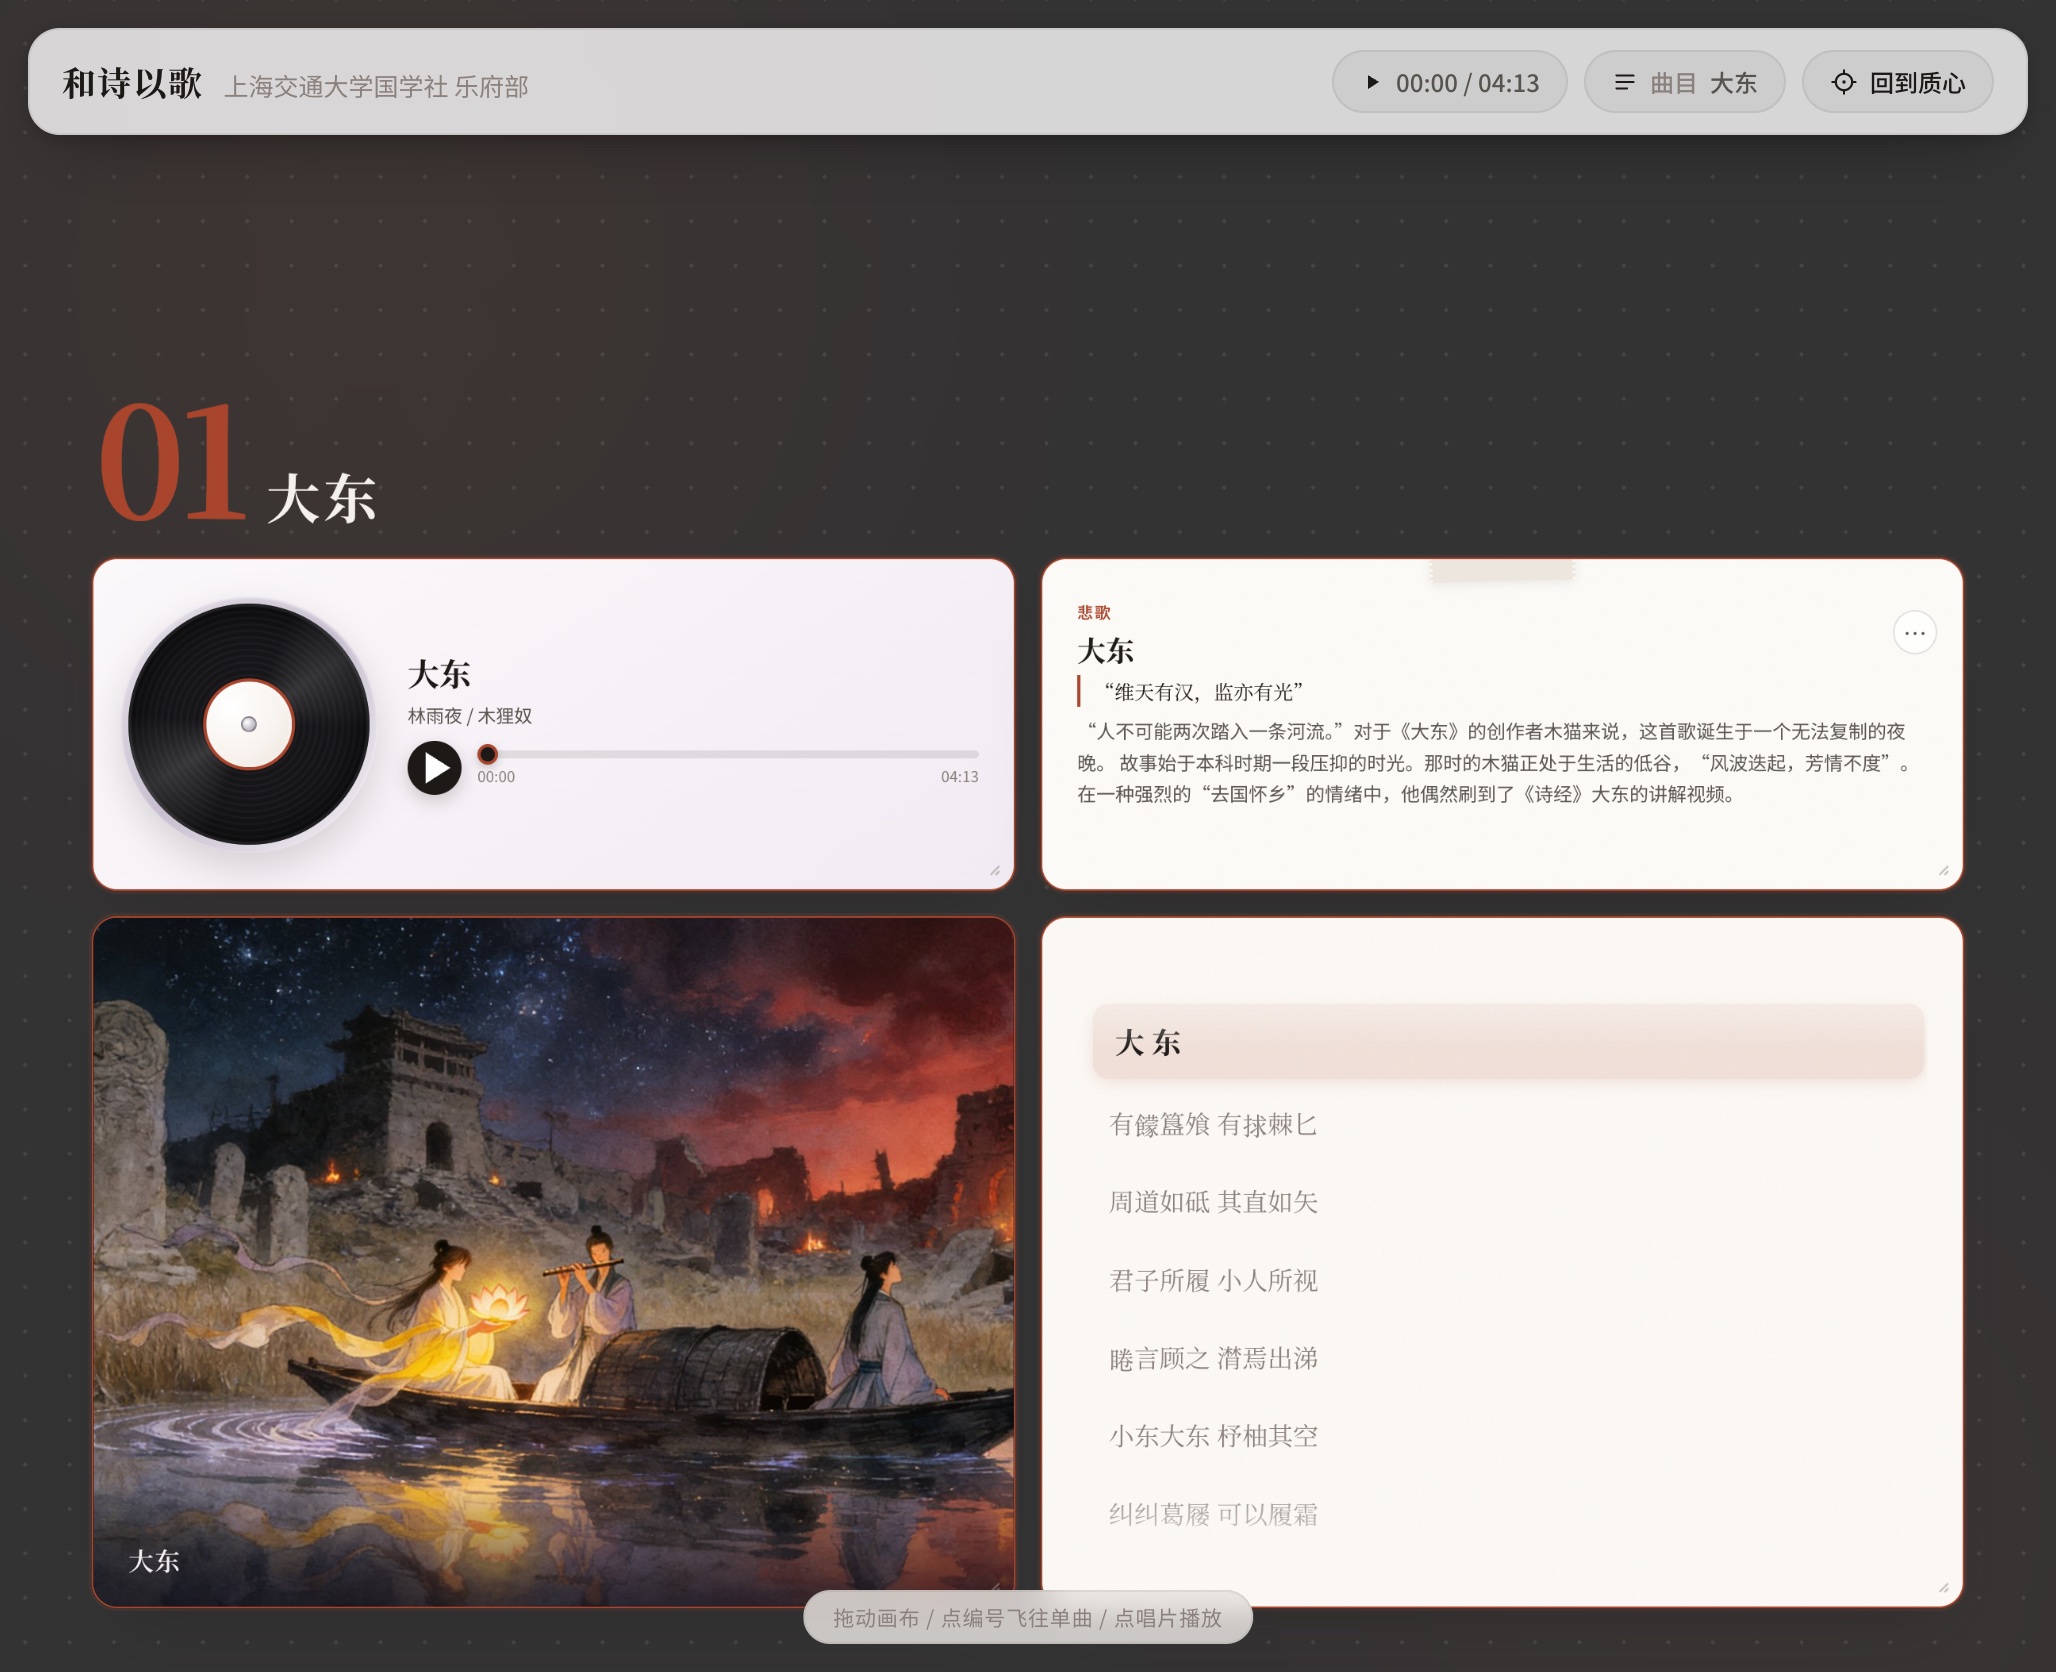 和诗以歌 上海交通大学国学社 乐府部
00:00 / 04:13
曲目 大东
回到质心
01 大东
大东
林雨夜 / 木狸奴
00:00 04:13
悲歌
大东
“维天有汉，监亦有光”
“人不可能两次踏入一条河流。”对于《大东》的创作者木猫来说，这首歌诞生于一个无法复制的夜
晚。 故事始于本科时期一段压抑的时光。那时的木猫正处于生活的低谷，“风波迭起，芳情不度”。
在一种强烈的“去国怀乡”的情绪中，他偶然刷到了《诗经》大东的讲解视频。
大东
大 东
有饛簋飧 有捄棘匕
周道如砥 其直如矢
君子所履 小人所视
睠言顾之 潸焉出涕
小东大东 杼柚其空
纠纠葛屦 可以履霜
拖动画布 / 点编号飞往单曲 / 点唱片播放